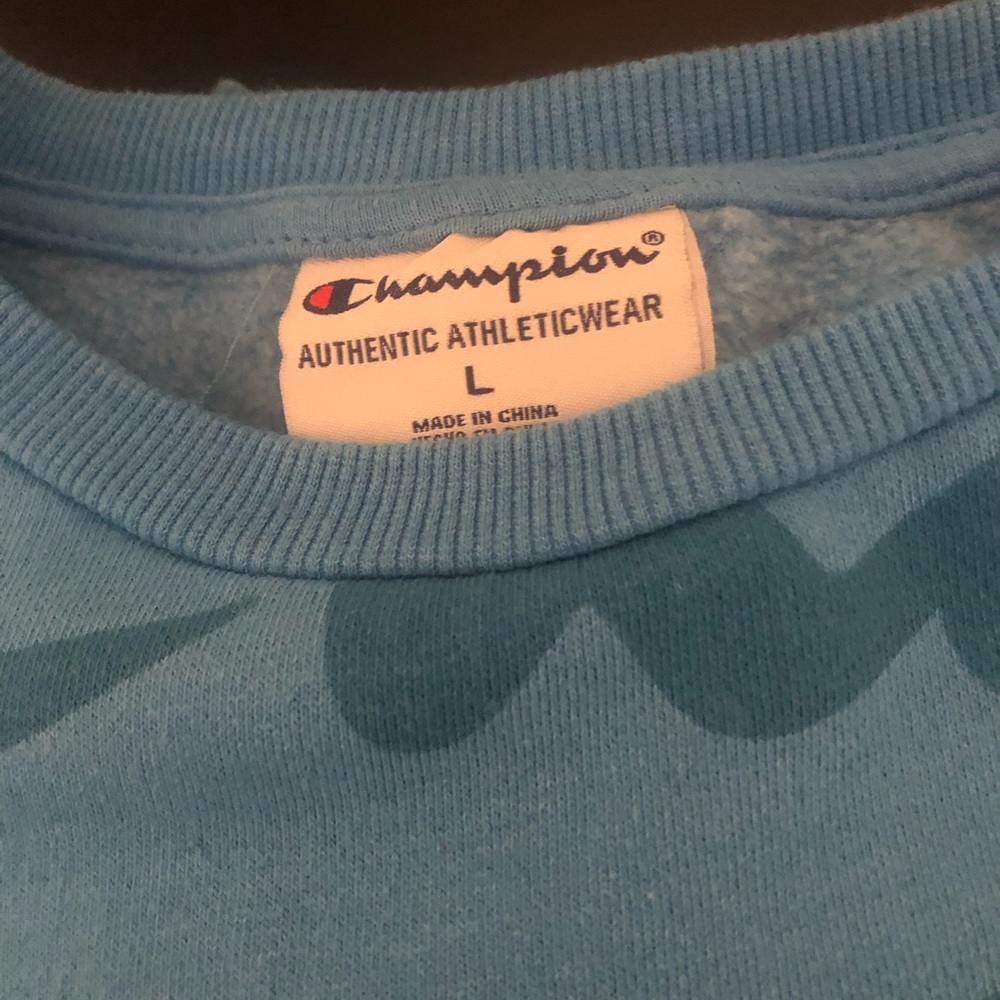 Champion®
AUTHENTIC ATHLETICWEAR
L
MADE IN CHINA